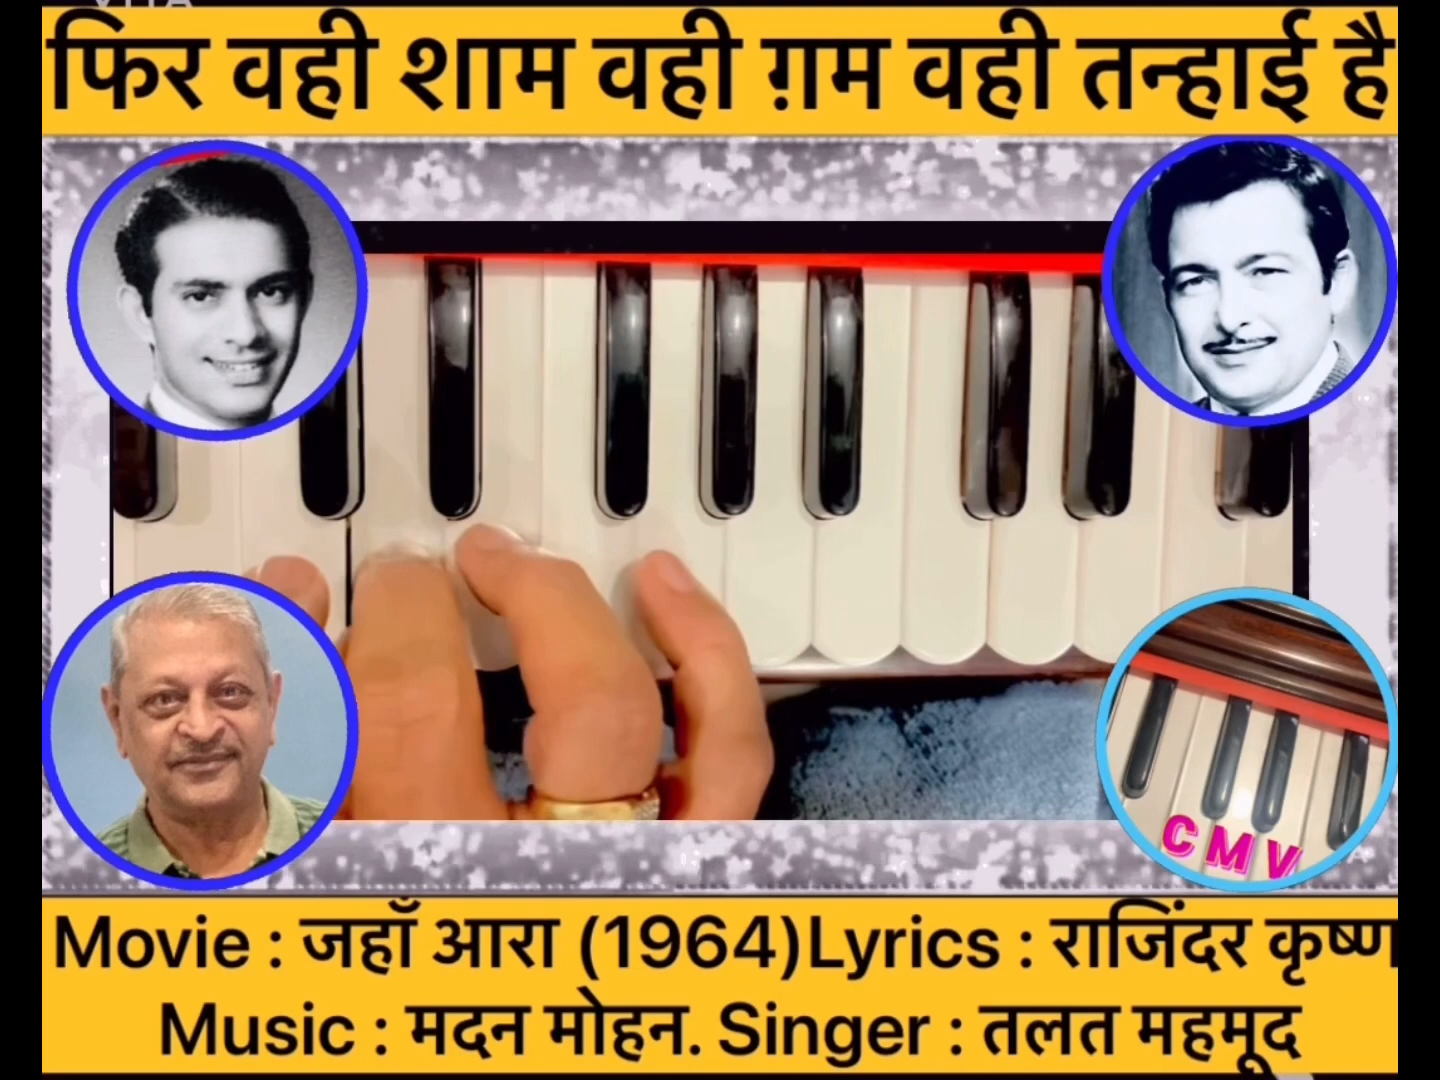 फिर वही शाम वही ग़म वही तन्हाई है
C M V
Movie : जहाँ आरा (1964)Lyrics : राजिंदर कृष्ण
Music : मदन मोहन. Singer : तलत महमूद